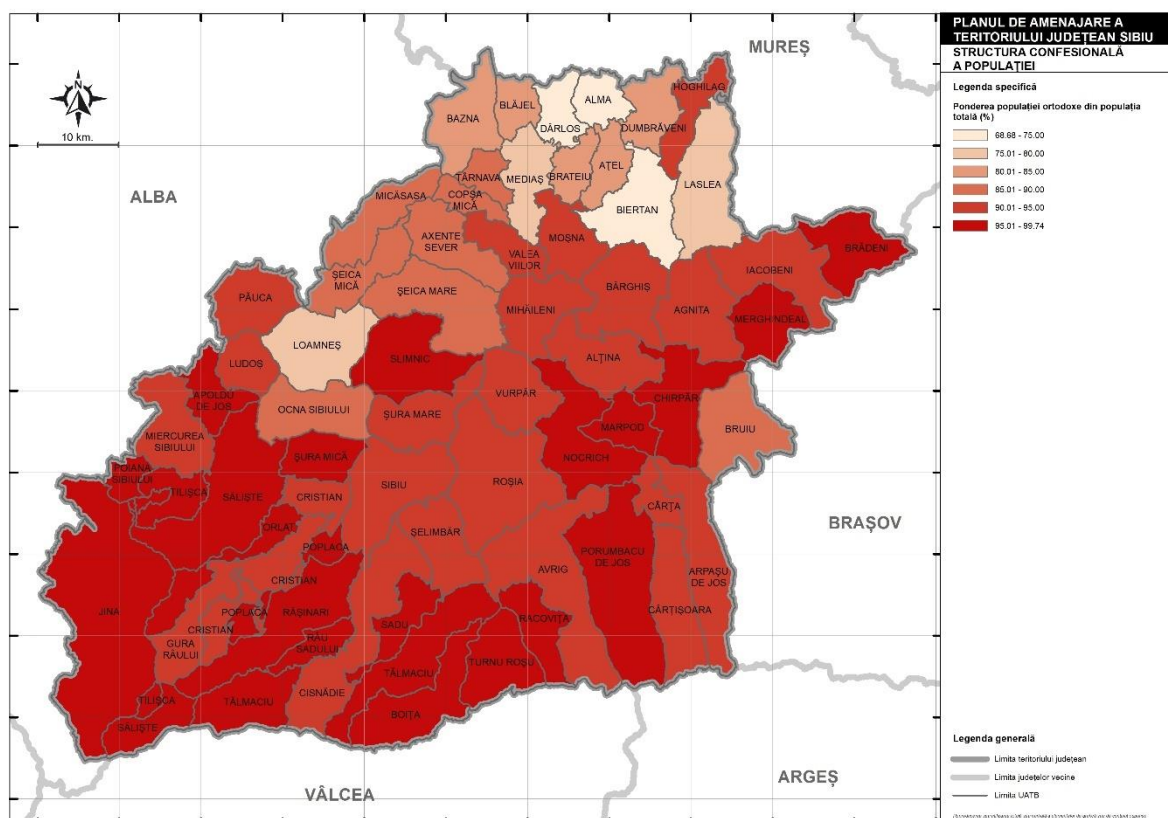 PLANUL DE AMENAJARE A
TERITORIULUI JUDEȚEAN SIBIU
STRUCTURA CONFESIONALĂ
A POPULAȚIEI
Legenda specifică
Ponderea populației ortodoxe din populația
totală (%)
68.68 - 75.00
75.01 - 80.00
80.01 - 85.00
85.01 - 90.00
90.01 - 95.00
95.01 - 99.74
N
10 km.
MUREȘ
ALBA
BRAȘOV
ARGEȘ
VÂLCEA
HOGHILAG
BLĂJEL
ALMA
BAZNA
DÂRLOS
DUMBRĂVENI
AȚEL
TÂRNAVA
MEDIAȘ
BRATEIU
LASLEA
MICĂSASA
COPȘA
MICĂ
BIERTAN
AXENTE
SEVER
MOȘNA
BRĂDENI
VALEA
VIILOR
IACOBENI
ȘEICA
MICĂ
ȘEICA MARE
BÂRGHIȘ
PĂUCA
MIHĂILENI
AGNITA
MERGHINDEAL
LOAMNEȘ
SLIMNIC
ALȚINA
LUDOȘ
APOLDU
DE JOS
VURPĂR
CHIRPĂR
OCNA SIBIULUI
ȘURA MARE
MARPOD
BRUIU
MIERCUREA
SIBIULUI
ȘURA MICĂ
NOCRICH
POIANA
SIBIULUI
TILIȘCA
SĂLIȘTE
CRISTIAN
SIBIU
ROȘIA
CÂRȚA
ORLAT
ȘELIMBĂR
POPLACA
PORUMBACU
DE JOS
AVRIG
ARPAȘU
DE JOS
CRISTIAN
JINA
POPLACA
RĂȘINARI
RACOVIȚA
CÂRȚIȘOARA
SADU
CRISTIAN
GURA
RÂULUI
RÂU
SADULUI
TURNU ROȘU
TĂLMACIU
CISNĂDIE
TILIȘCA
TĂLMACIU
BOIȚA
SĂLIȘTE
Legenda generală
Limita teritoriului județean
Limita județelor vecine
Limita UATB